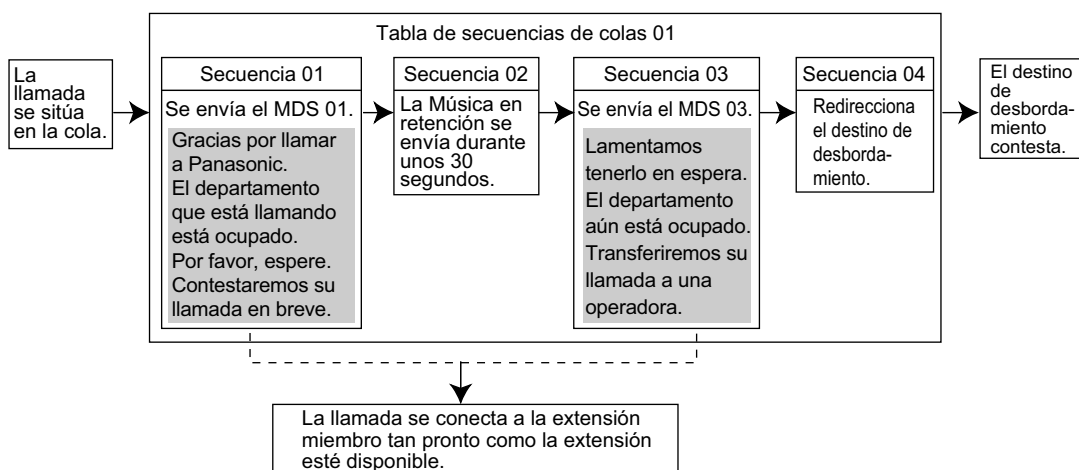 Tabla de secuencias de colas 01
La
llamada
se sitúa
en la cola.
Secuencia 01
Se envía el MDS 01.
Gracias por llamar
a Panasonic.
El departamento
que está llamando
está ocupado.
Por favor, espere.
Contestaremos su
llamada en breve.
Secuencia 02
La Música en
retención se
envía durante
unos 30
segundos.
Secuencia 03
Se envía el MDS 03.
Lamentamos
tenerlo en espera.
El departamento
aún está ocupado.
Transferiremos su
llamada a una
operadora.
Secuencia 04
Redirecciona
el destino de
desborda-
miento.
El destino
de
desborda-
miento
contesta.
La llamada se conecta a la extensión
miembro tan pronto como la extensión
esté disponible.